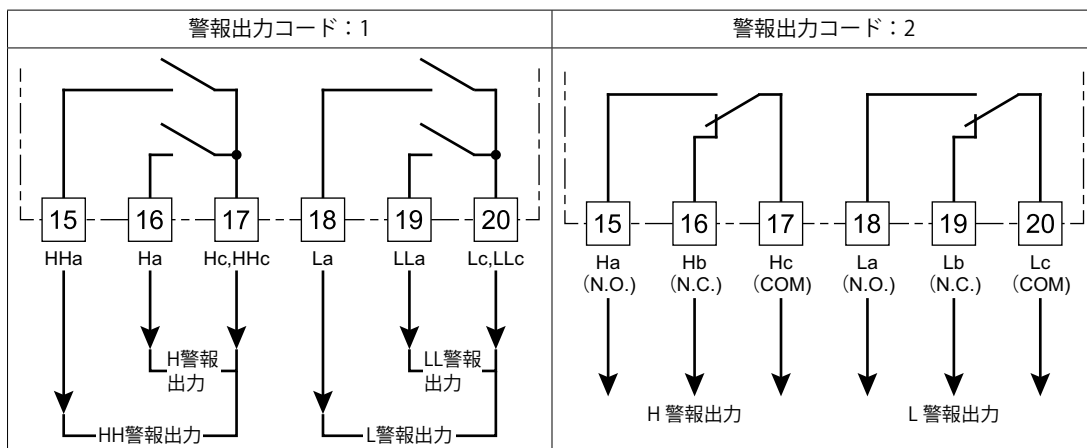 警報出力コード：1
警報出力コード：2
15 16 17 18 19 20
HHa Ha Hc,HHc La LLa Lc,LLc
H警報
出力
LL警報
出力
HH警報出力
L警報出力
15 16 17 18 19 20
Ha Hb Hc La Lb Lc
（N.O.） （N.C.） （COM） （N.O.） （N.C.） （COM）
H 警報出力
L 警報出力